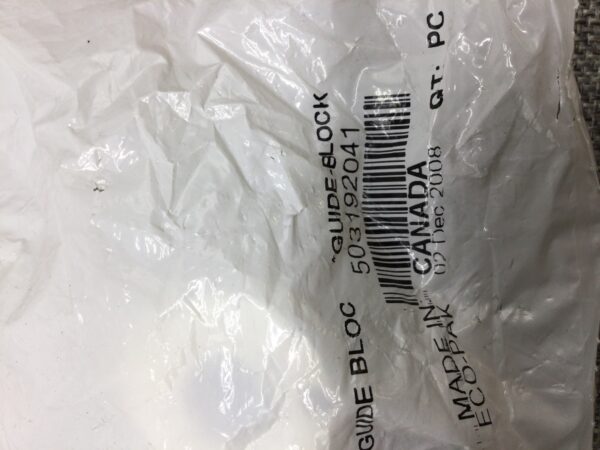 GUIDE BLOC "GUIDE-BLOCK
503192041
MADE IN CANADA
ECO-PAK 02 Dec 2008
QT. PC